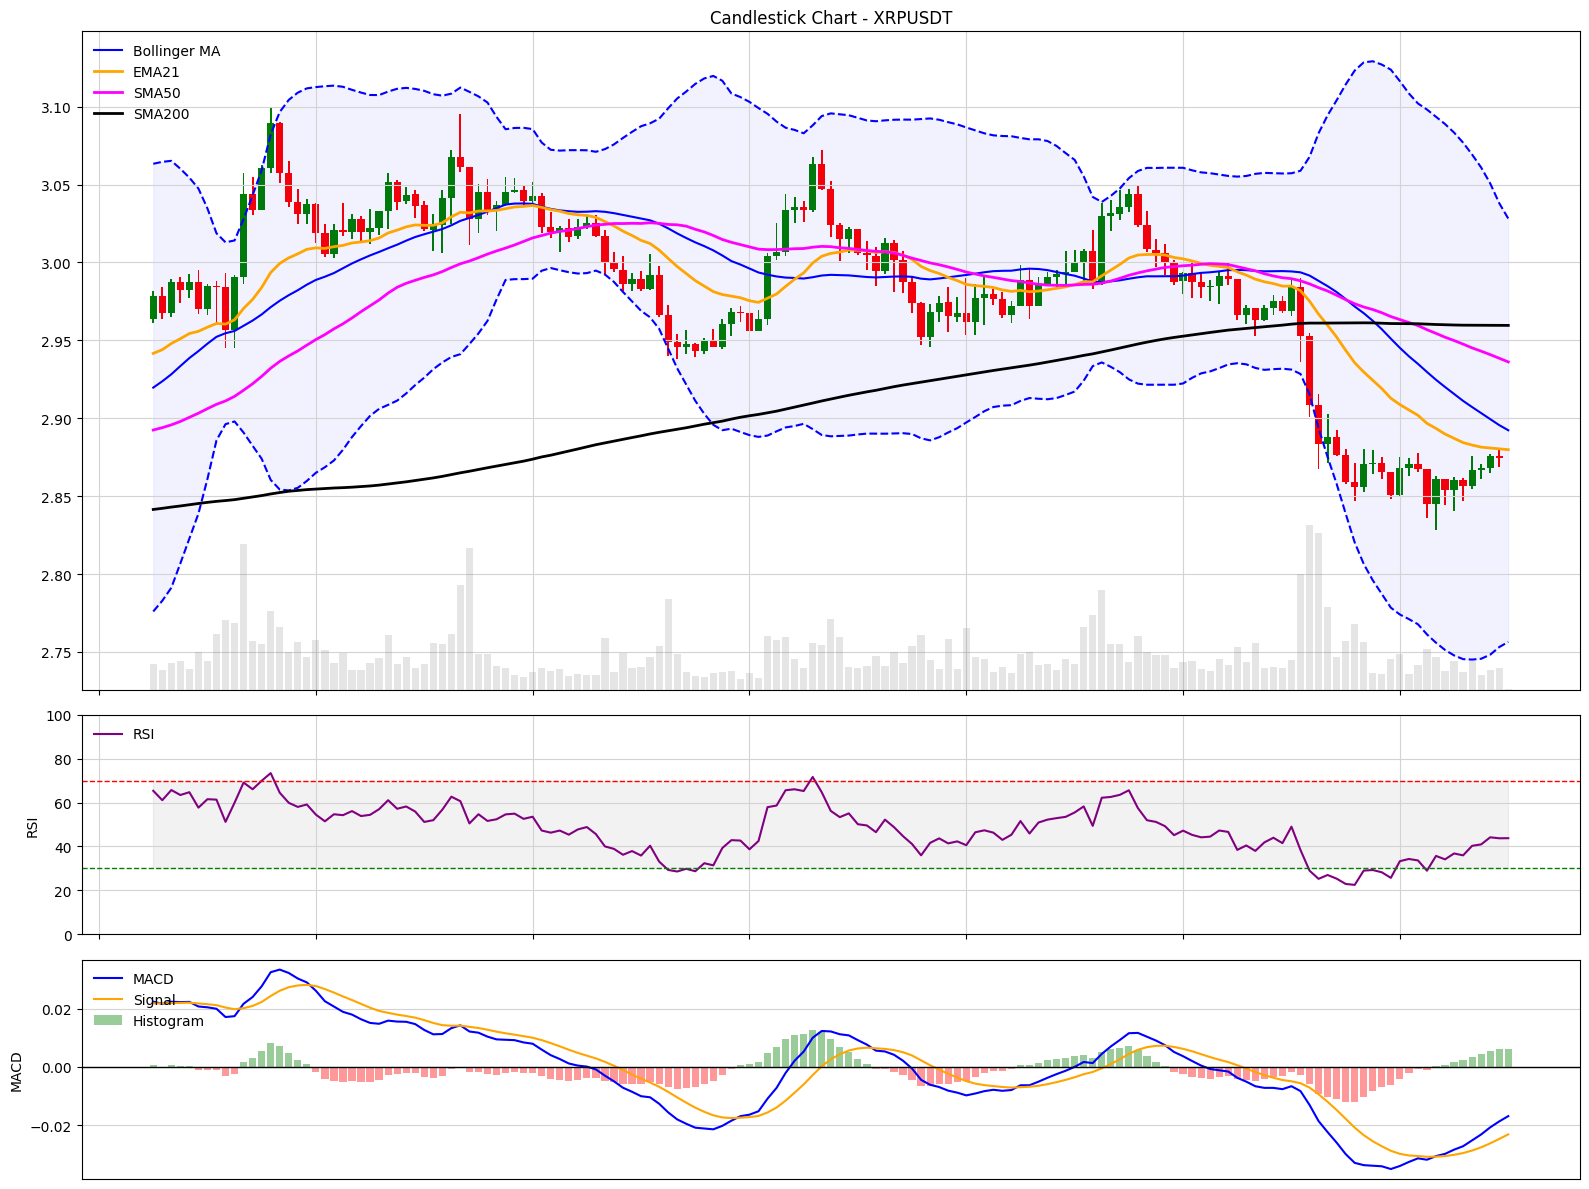 Candlestick Chart - XRPUSDT
Bollinger MA
EMA21
SMA50
SMA200
3.10
3.05
3.00
2.95
2.90
2.85
2.80
2.75
100
80
60
40
20
0
RSI
RSI
0.02
0.00
−0.02
MACD
MACD
Signal
Histogram